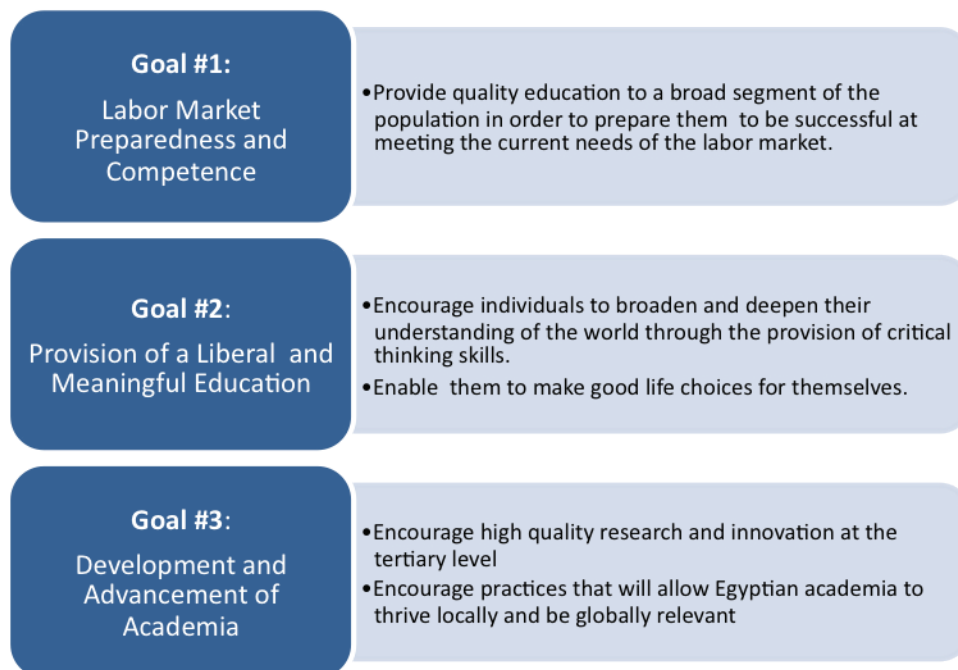 Goal #1:
Labor Market
Preparedness and
Competence
•Provide quality education to a broad segment of the
population in order to prepare them to be successful at
meeting the current needs of the labor market.
Goal #2:
Provision of a Liberal and
Meaningful Education
•Encourage individuals to broaden and deepen their
understanding of the world through the provision of critical
thinking skills.
•Enable them to make good life choices for themselves.
Goal #3:
Development and
Advancement of
Academia
•Encourage high quality research and innovation at the
tertiary level
•Encourage practices that will allow Egyptian academia to
thrive locally and be globally relevant